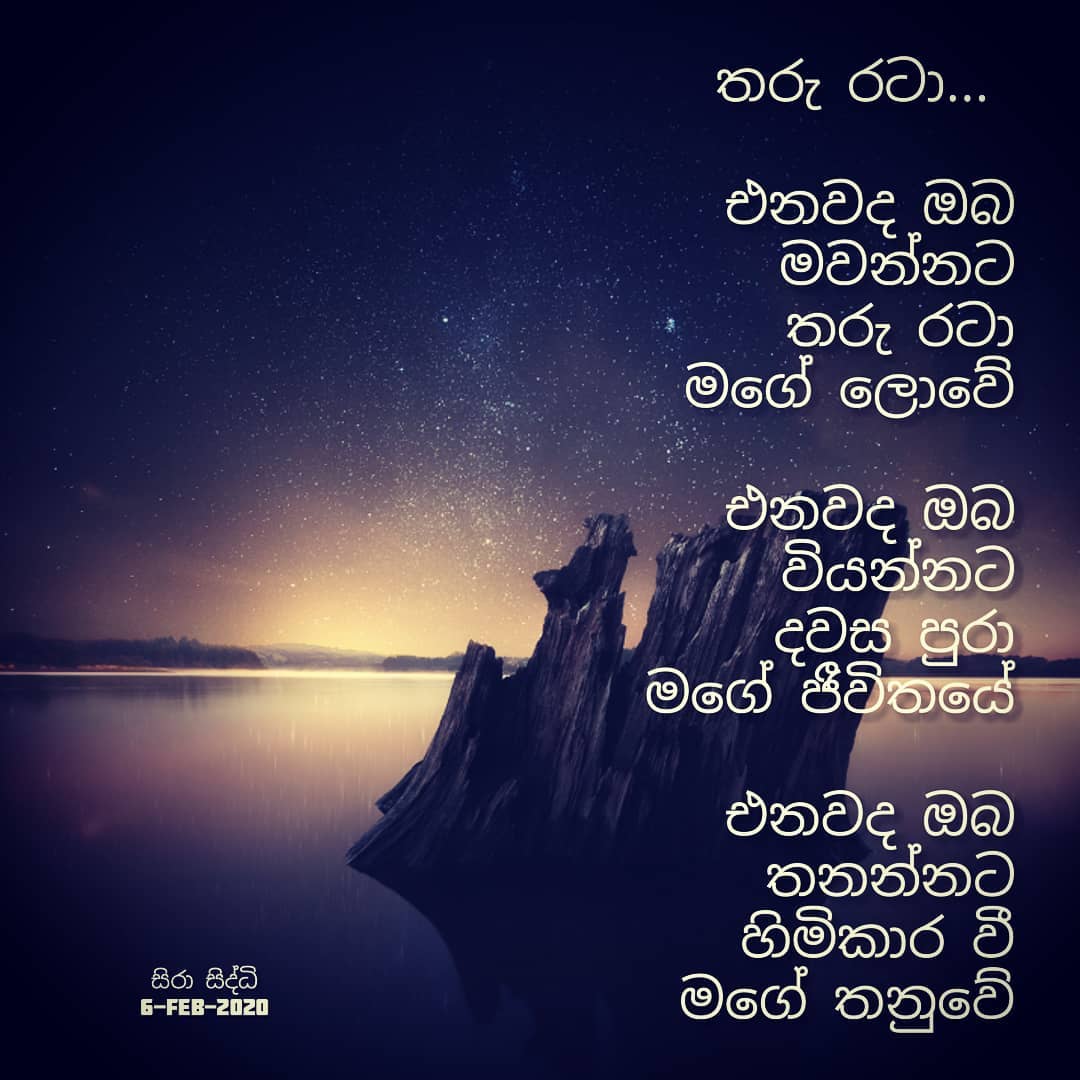 තරු රටා...
එනවද ඔබ
මවන්නට
තරු රටා
මගේ ලොවේ
එනවද ඔබ
වියන්නට
දවස පුරා
මගේ ජීවිතයේ
එනවද ඔබ
තනන්නට
හිමිකාර වී
මගේ තනුවේ
සිරා සිද්ධි
6-FEB-2020